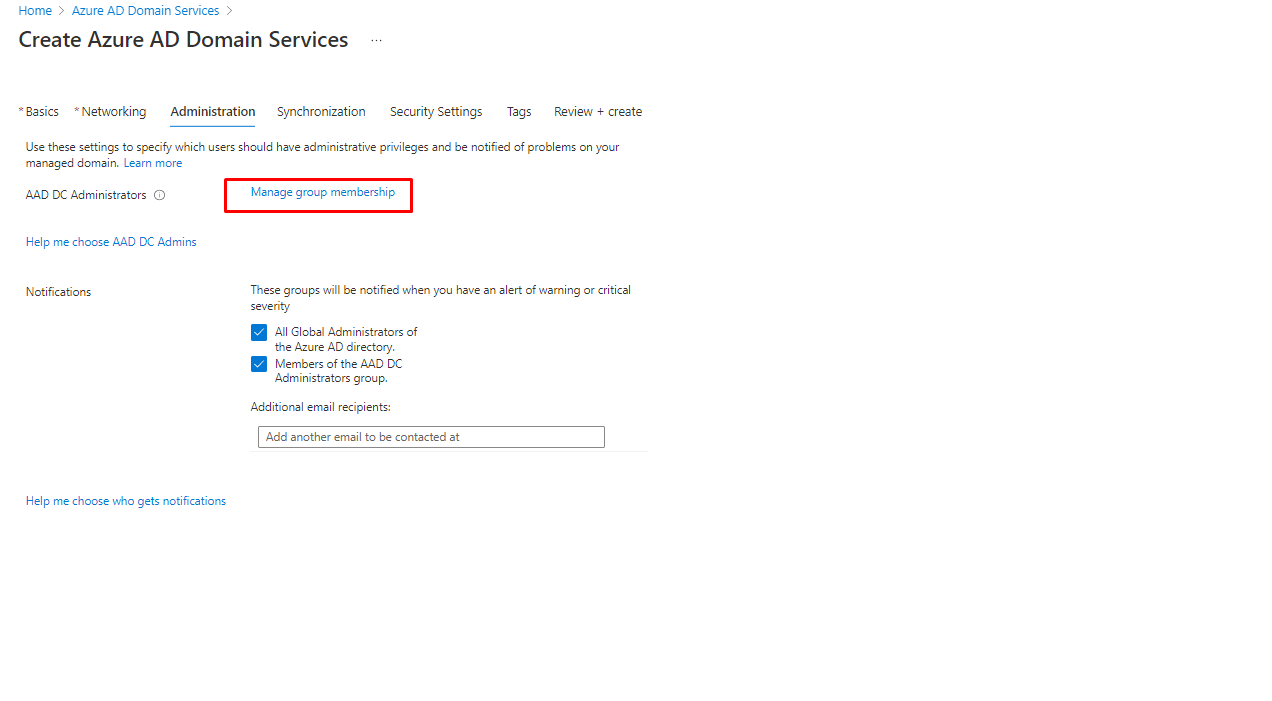 Home > Azure AD Domain Services >
Create Azure AD Domain Services ...
* Basics * Networking Administration Synchronization Security Settings Tags Review + create
Use these settings to specify which users should have administrative privileges and be notified of problems on your
managed domain. Learn more
AAD DC Administrators Manage group membership
Help me choose AAD DC Admins
Notifications
These groups will be notified when you have an alert of warning or critical
severity
All Global Administrators of
the Azure AD directory.
Members of the AAD DC
Administrators group.
Additional email recipients:
Add another email to be contacted at
Help me choose who gets notifications